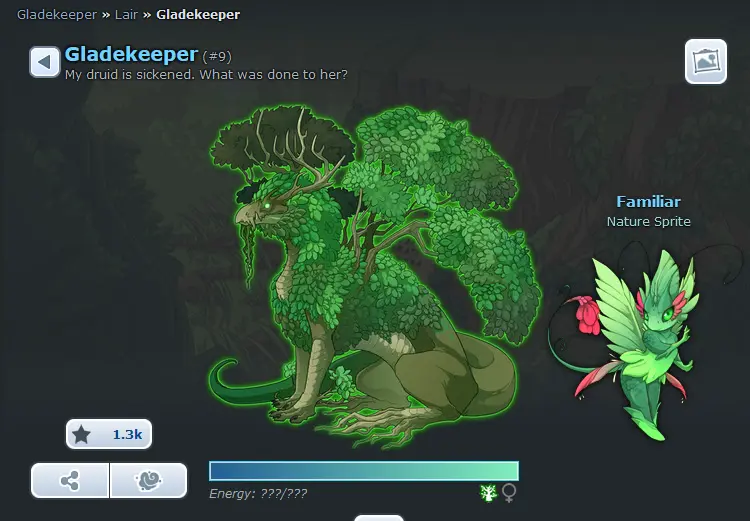 Gladekeeper » Lair » Gladekeeper
Gladekeeper (#9)
My druid is sickened. What was done to her?
Familiar
Nature Sprite
1.3k
Energy: ???/???